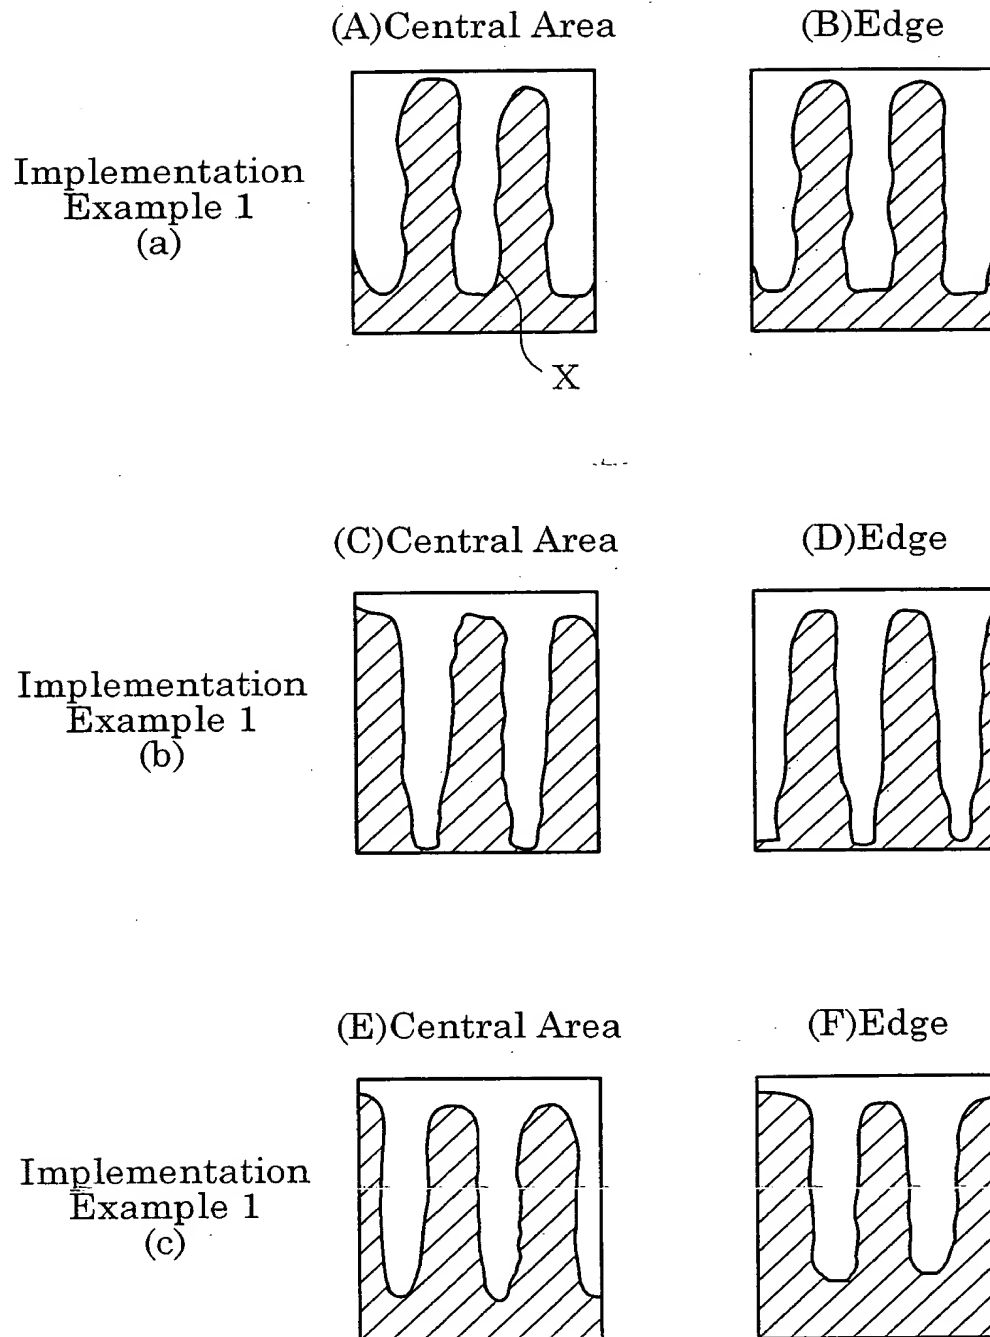 (A)Central Area
(B)Edge
Implementation
Example 1
(a)
X
(C)Central Area
(D)Edge
Implementation
Example 1
(b)
(E)Central Area
(F)Edge
Implementation
Example 1
(c)